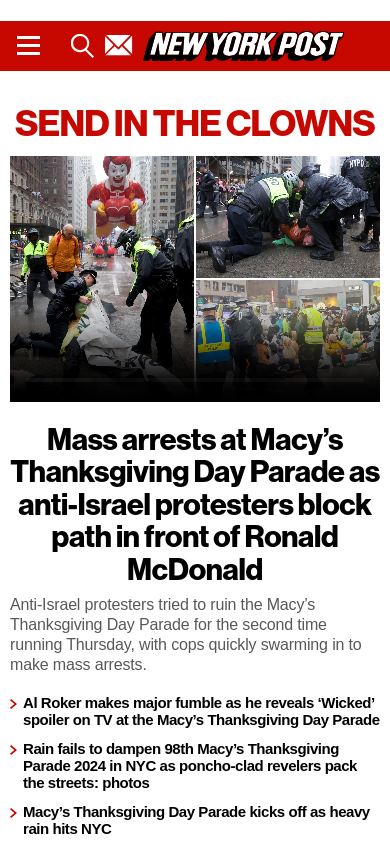 NEW YORK POST
SEND IN THE CLOWNS
NYPD
Mass arrests at Macy’s
Thanksgiving Day Parade as
anti-Israel protesters block
path in front of Ronald
McDonald
Anti-Israel protesters tried to ruin the Macy’s
Thanksgiving Day Parade for the second time
running Thursday, with cops quickly swarming in to
make mass arrests.
Al Roker makes major fumble as he reveals ‘Wicked’
spoiler on TV at the Macy’s Thanksgiving Day Parade
Rain fails to dampen 98th Macy’s Thanksgiving
Parade 2024 in NYC as poncho-clad revelers pack
the streets: photos
Macy’s Thanksgiving Day Parade kicks off as heavy
rain hits NYC